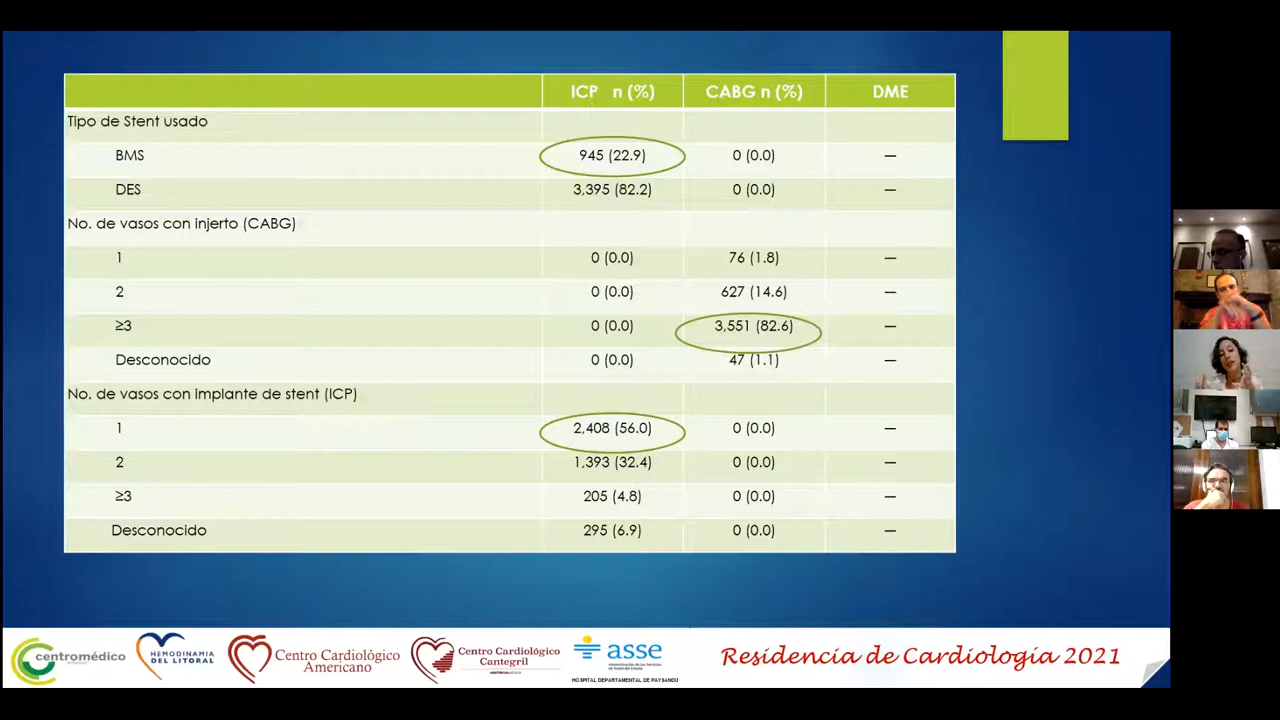 ICP n (%) CABG n (%) DME
Tipo de Stent usado
BMS 945 (22.9) 0 (0.0) —
DES 3,395 (82.2) 0 (0.0) —
No. de vasos con injerto (CABG)
1 0 (0.0) 76 (1.8) —
2 0 (0.0) 627 (14.6) —
≥3 0 (0.0) 3,551 (82.6) —
Desconocido 0 (0.0) 47 (1.1) —
No. de vasos con implante de stent (ICP)
1 2,408 (56.0) 0 (0.0) —
2 1,393 (32.4) 0 (0.0) —
≥3 205 (4.8) 0 (0.0) —
Desconocido 295 (6.9) 0 (0.0) —
centromédico
HEMODINAMIA
DEL LITORAL
Centro Cardiológico
Americano
Centro Cardiológico
Cantegril
asse
HOSPITAL DEPARTAMENTAL DE PAYSANDÚ
Residencia de Cardiología 2021